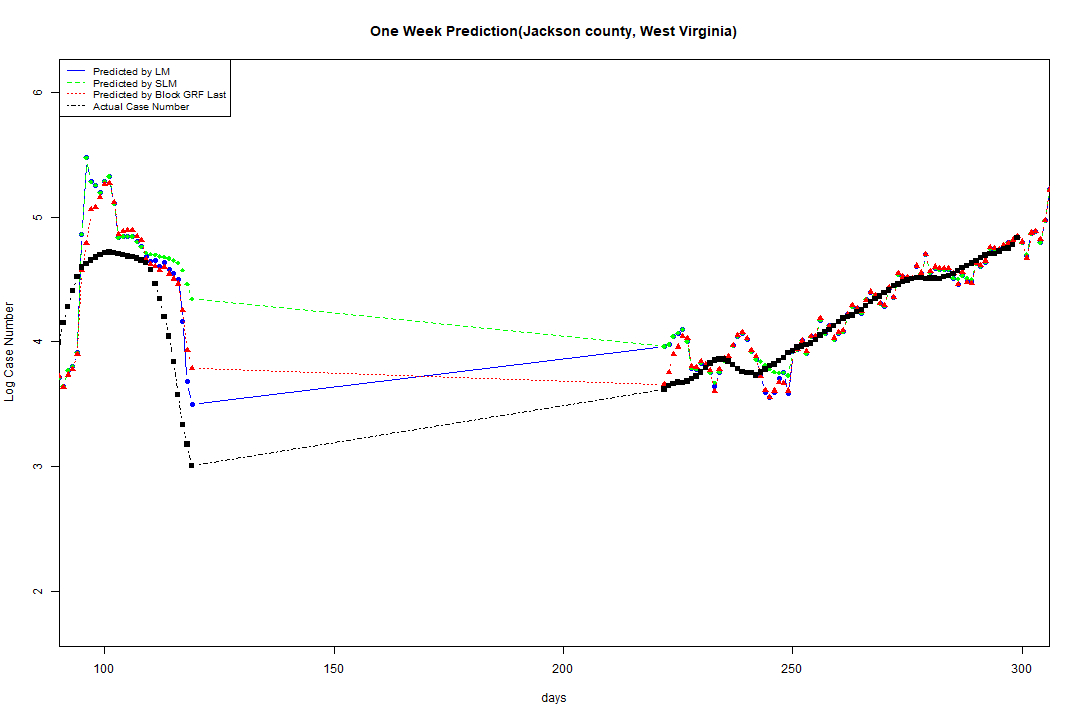 One Week Prediction(Jackson county, West Virginia)
Predicted by LM
Predicted by SLM
Predicted by Block GRF Last
Actual Case Number
6
5
4
3
2
Log Case Number
100 150 200 250 300
days